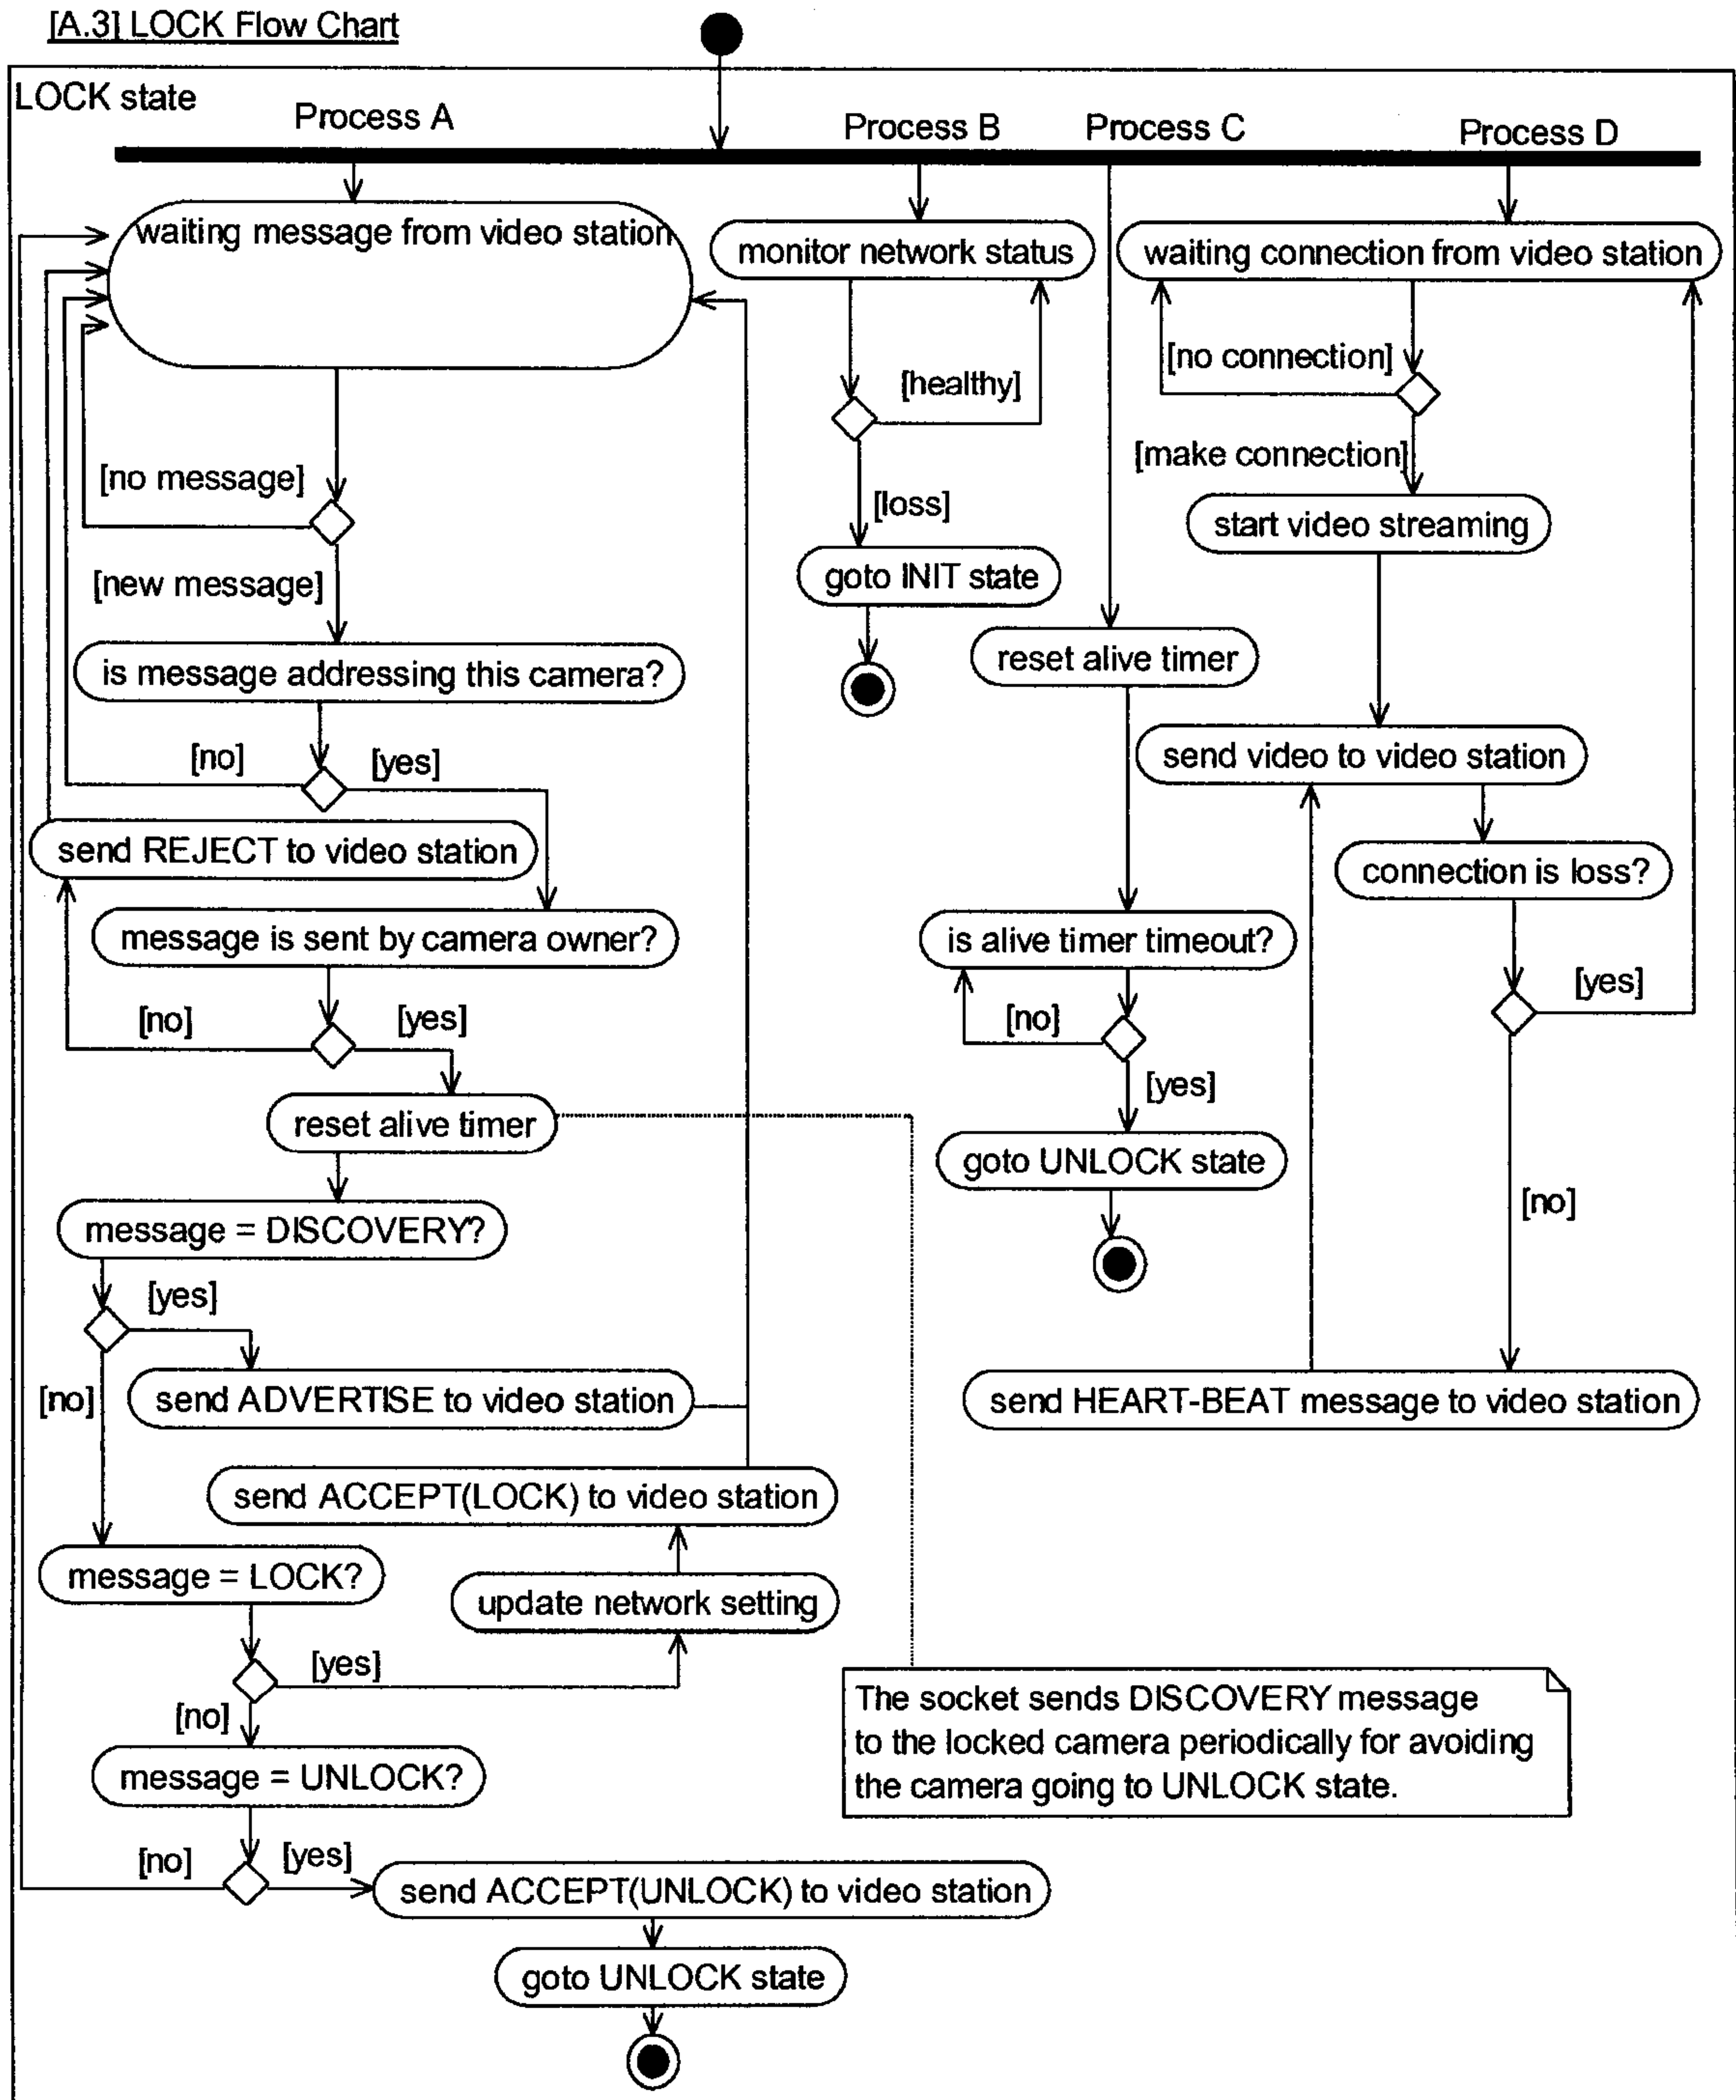 [A.3] LOCK Flow Chart
LOCK state
Process A
Process B
Process C
Process D
waiting message from video station
[no message]
[new message]
is message addressing this camera?
[no]
[yes]
send REJECT to video station
message is sent by camera owner?
[no]
[yes]
reset alive timer
message = DISCOVERY?
[yes]
[no]
send ADVERTISE to video station
send ACCEPT(LOCK) to video station
message = LOCK?
update network setting
[yes]
[no]
message = UNLOCK?
[no]
[yes]
send ACCEPT(UNLOCK) to video station
goto UNLOCK state
monitor network status
[healthy]
[loss]
goto INIT state
reset alive timer
is alive timer timeout?
[no]
[yes]
goto UNLOCK state
waiting connection from video station
[no connection]
[make connection]
start video streaming
send video to video station
connection is loss?
[yes]
[no]
send HEART-BEAT message to video station
The socket sends DISCOVERY message
to the locked camera periodically for avoiding
the camera going to UNLOCK state.